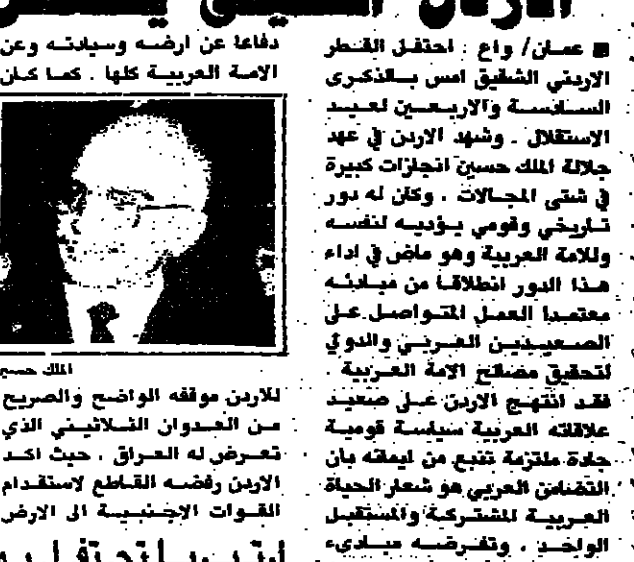 ■ عمان/ واع : احتفل القطر
الاردني الشقيق امس بالذكرى
السادسة والاربعين لعيد
الاستقلال . وشهد الاردن في عهد
جلالة الملك حسين انجازات كبيرة
في شتى المجالات . وكان له دور
تاريخي وقومي يؤديه لنفسه
وللامة العربية وهو ماض في اداء
هذا الدور انطلاقا من مبادئه
معتمدا العمل المتواصل على
الصعيدين العربي والدولي
لتحقيق مصالح الامة العربية .
فقد انتهج الاردن على صعيد
علاقاته العربية سياسة قومية
جادة ملتزمة تنبع من ايمانه بان
التضامن العربي هو شعار الحياة
العربية المشتركة والمستقبل
الواحد . وتفرضه مبادىء
دفاعا عن ارضه وسيادته وعن
الامة العربية كلها . كما كان
الملك حسين
للاردن موقفه الواضح والصريح
من العدوان الثلاثيني الذي
تعرض له العراق . حيث اكد
الاردن رفضه القاطع لاستقدام
القوات الاجنبية الى الارض